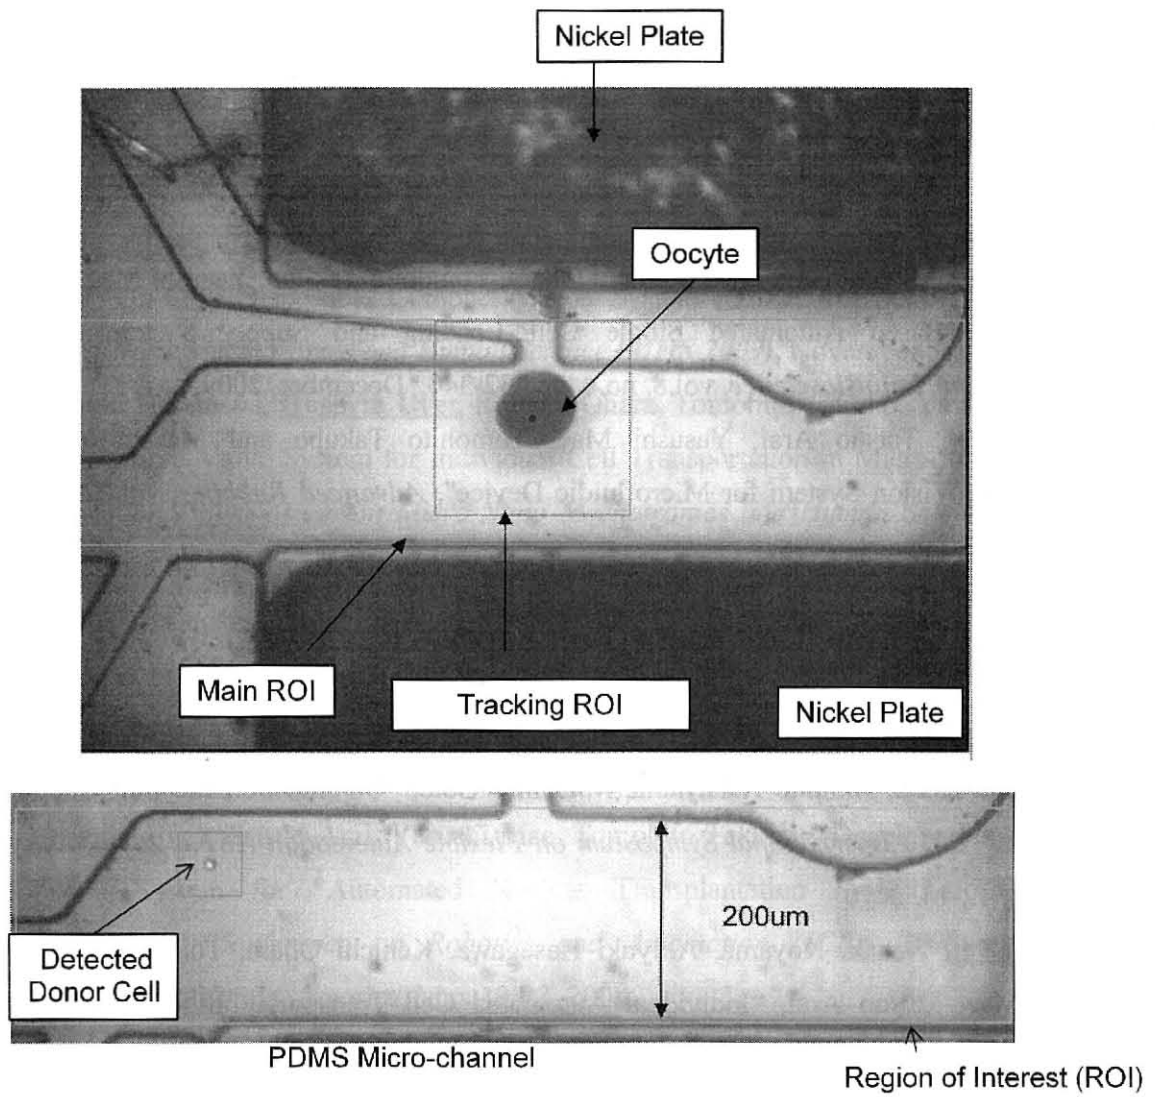 Nickel Plate
Oocyte
Main ROI
Tracking ROI
Nickel Plate
200um
Detected
Donor Cell
PDMS Micro-channel
Region of Interest (ROI)